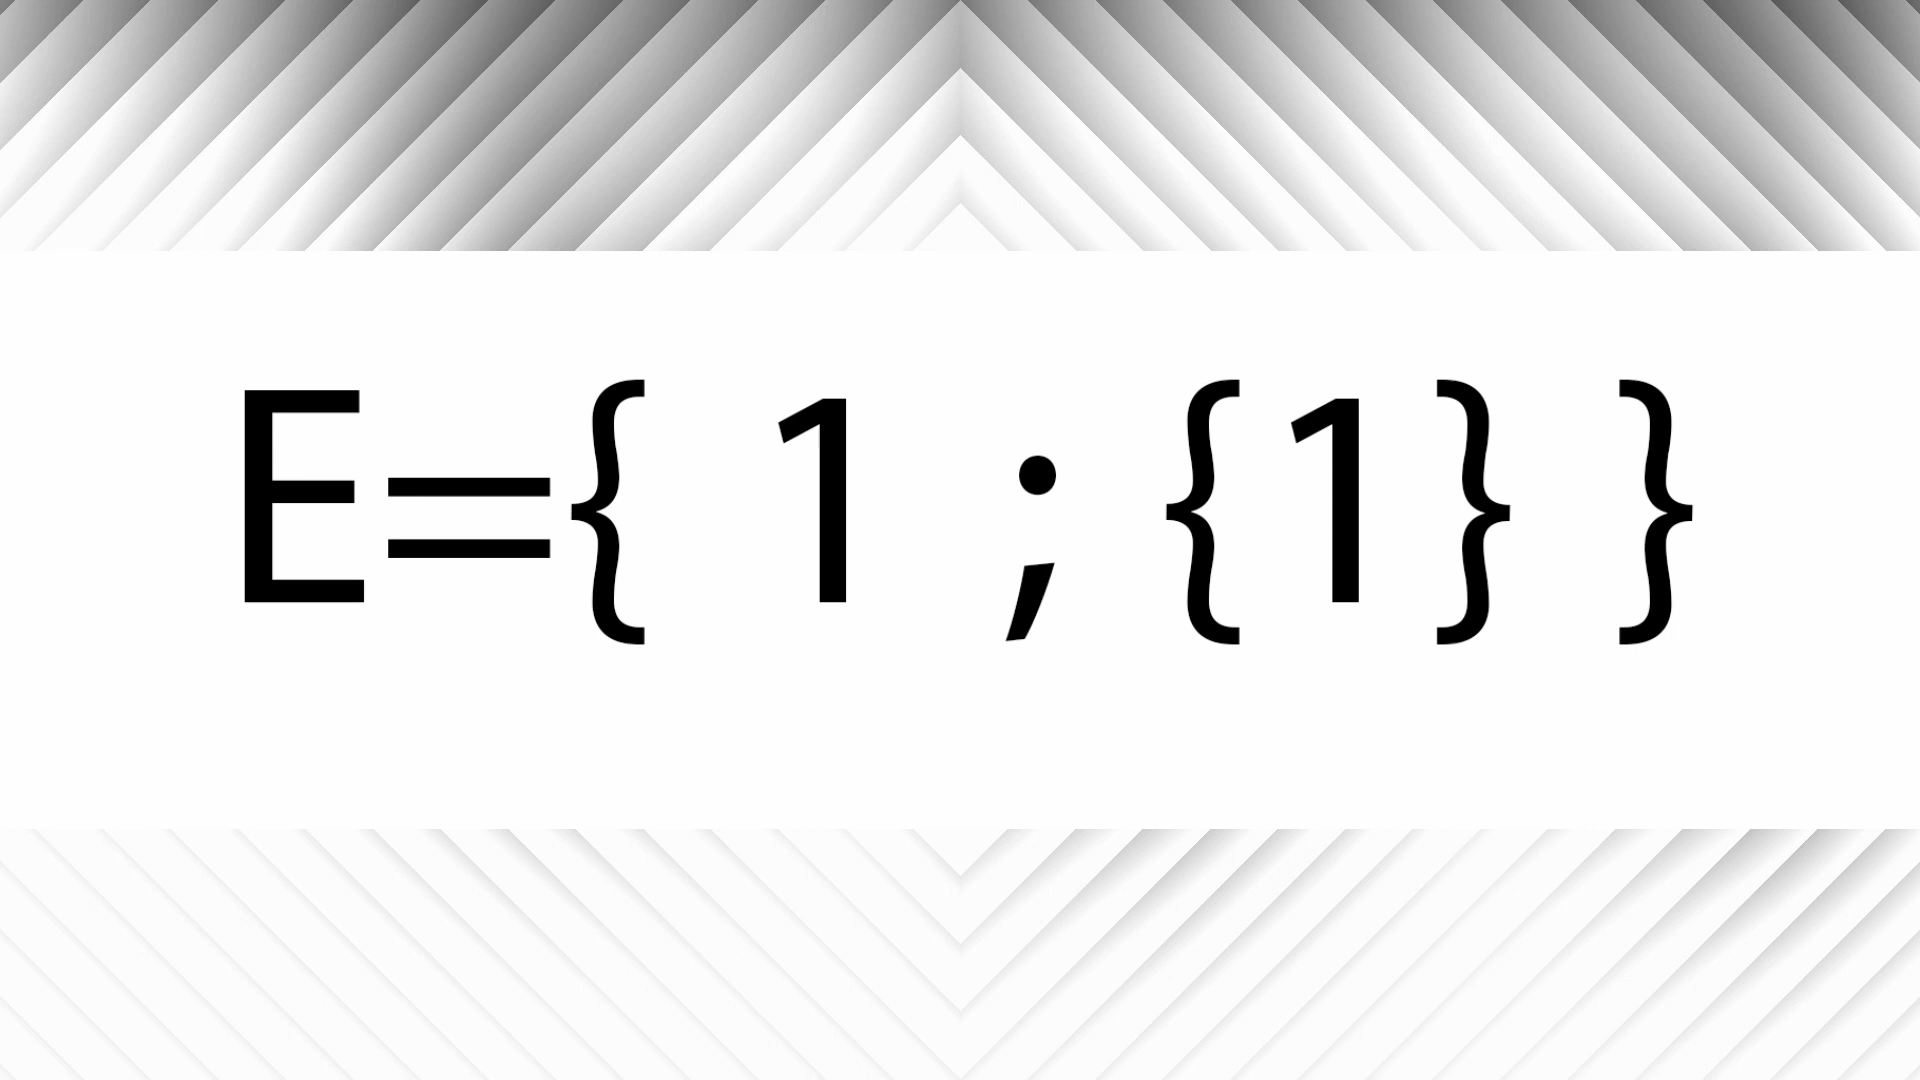 E={ 1 ; {1} }